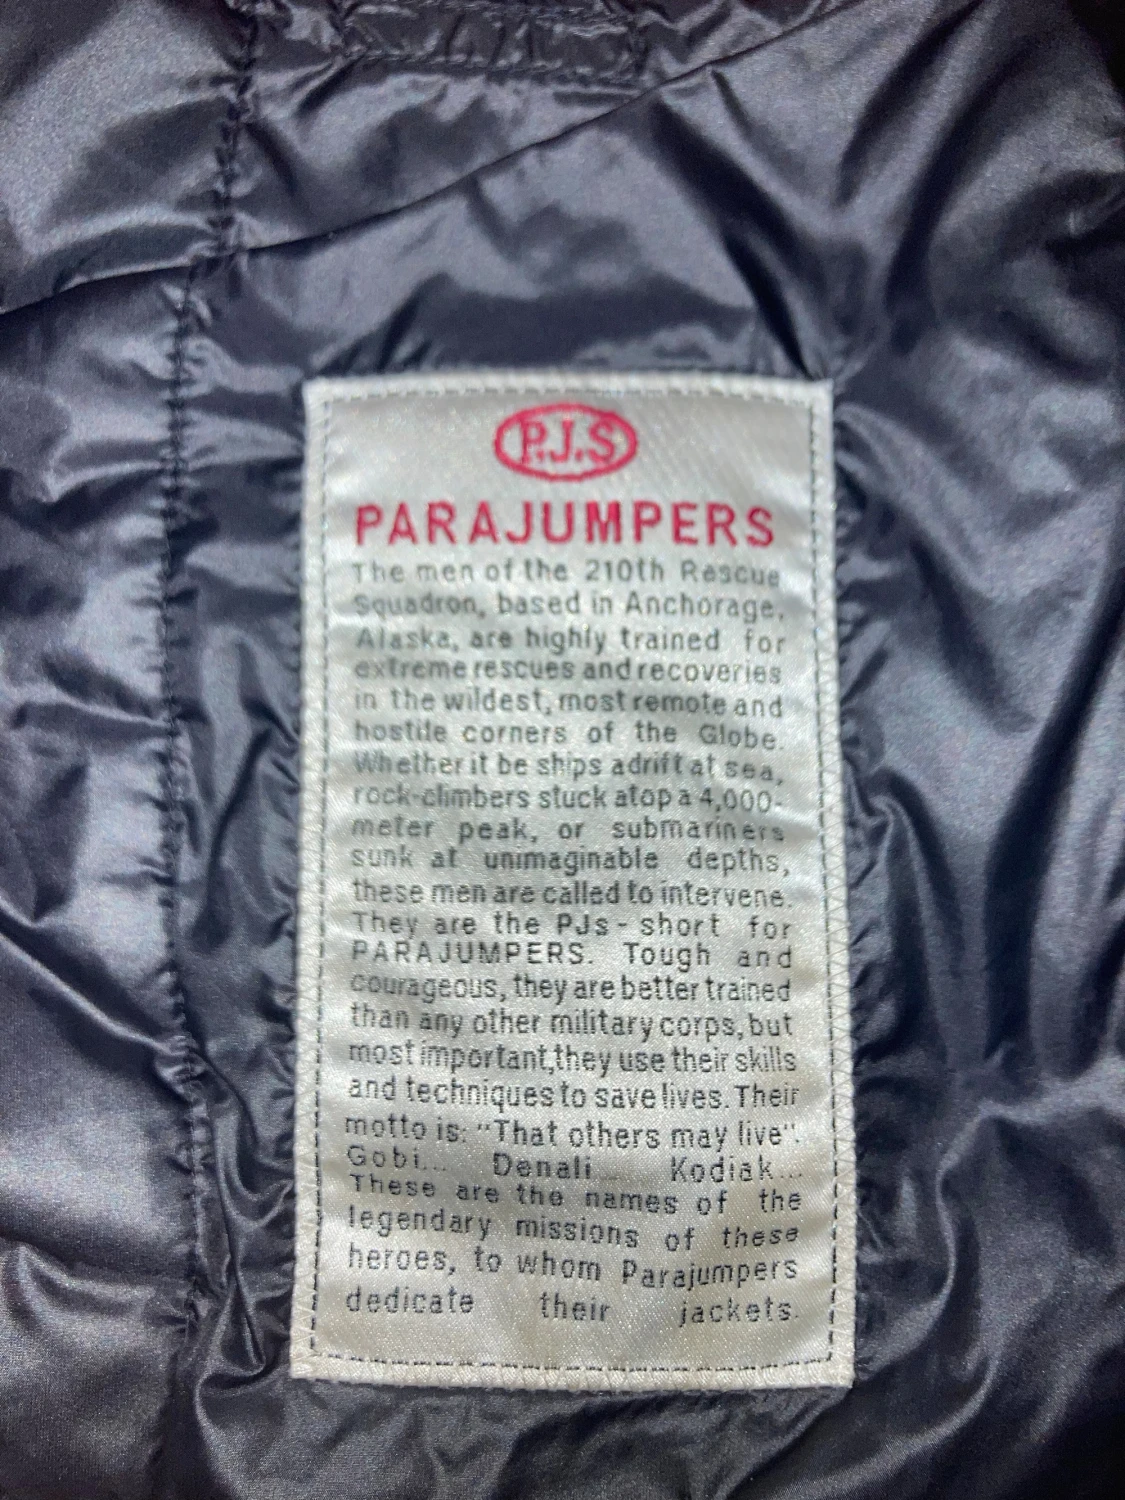 P.J.S
PARAJUMPERS
The men of the 210th Rescue
Squadron, based in Anchorage,
Alaska, are highly trained for
extreme rescues and recoveries
in the wildest, most remote and
hostile corners of the Globe.
Whether it be ships adrift at sea,
rock-climbers stuck atop a 4,000-
meter peak, or submariners
sunk at unimaginable depths,
these men are called to intervene.
They are the PJs - short for
PARAJUMPERS. Tough and
courageous, they are better trained
than any other military corps, but
most important,they use their skills
and techniques to save lives. Their
motto is: "That others may live".
Gobi... Denali Kodiak...
These are the names of the
legendary missions of these
heroes, to whom Parajumpers
dedicate their jackets.